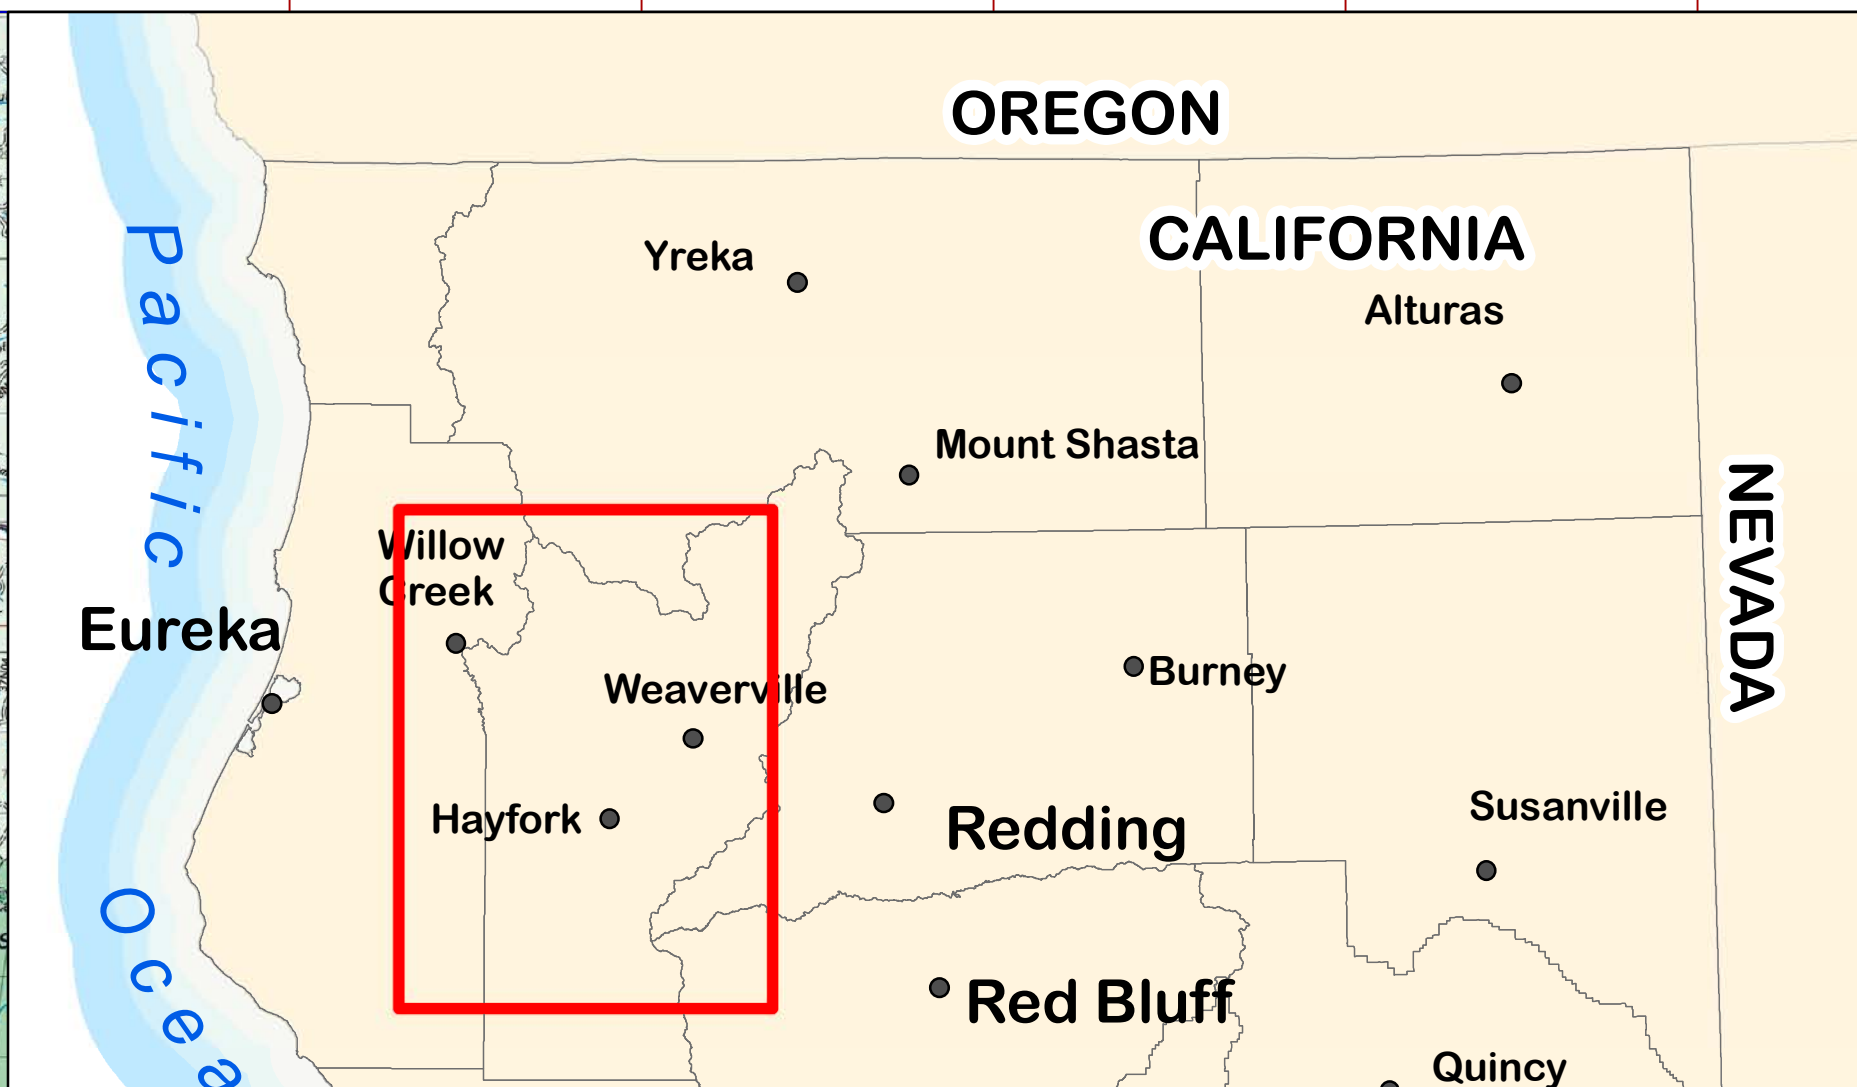 OREGON
CALIFORNIA
Yreka
Alturas
Mount Shasta
Pacific
NEVADA
Willow
Creek
Eureka
Weaverville
Burney
Hayfork
Redding
Susanville
Ocea
Red Bluff
Quincy